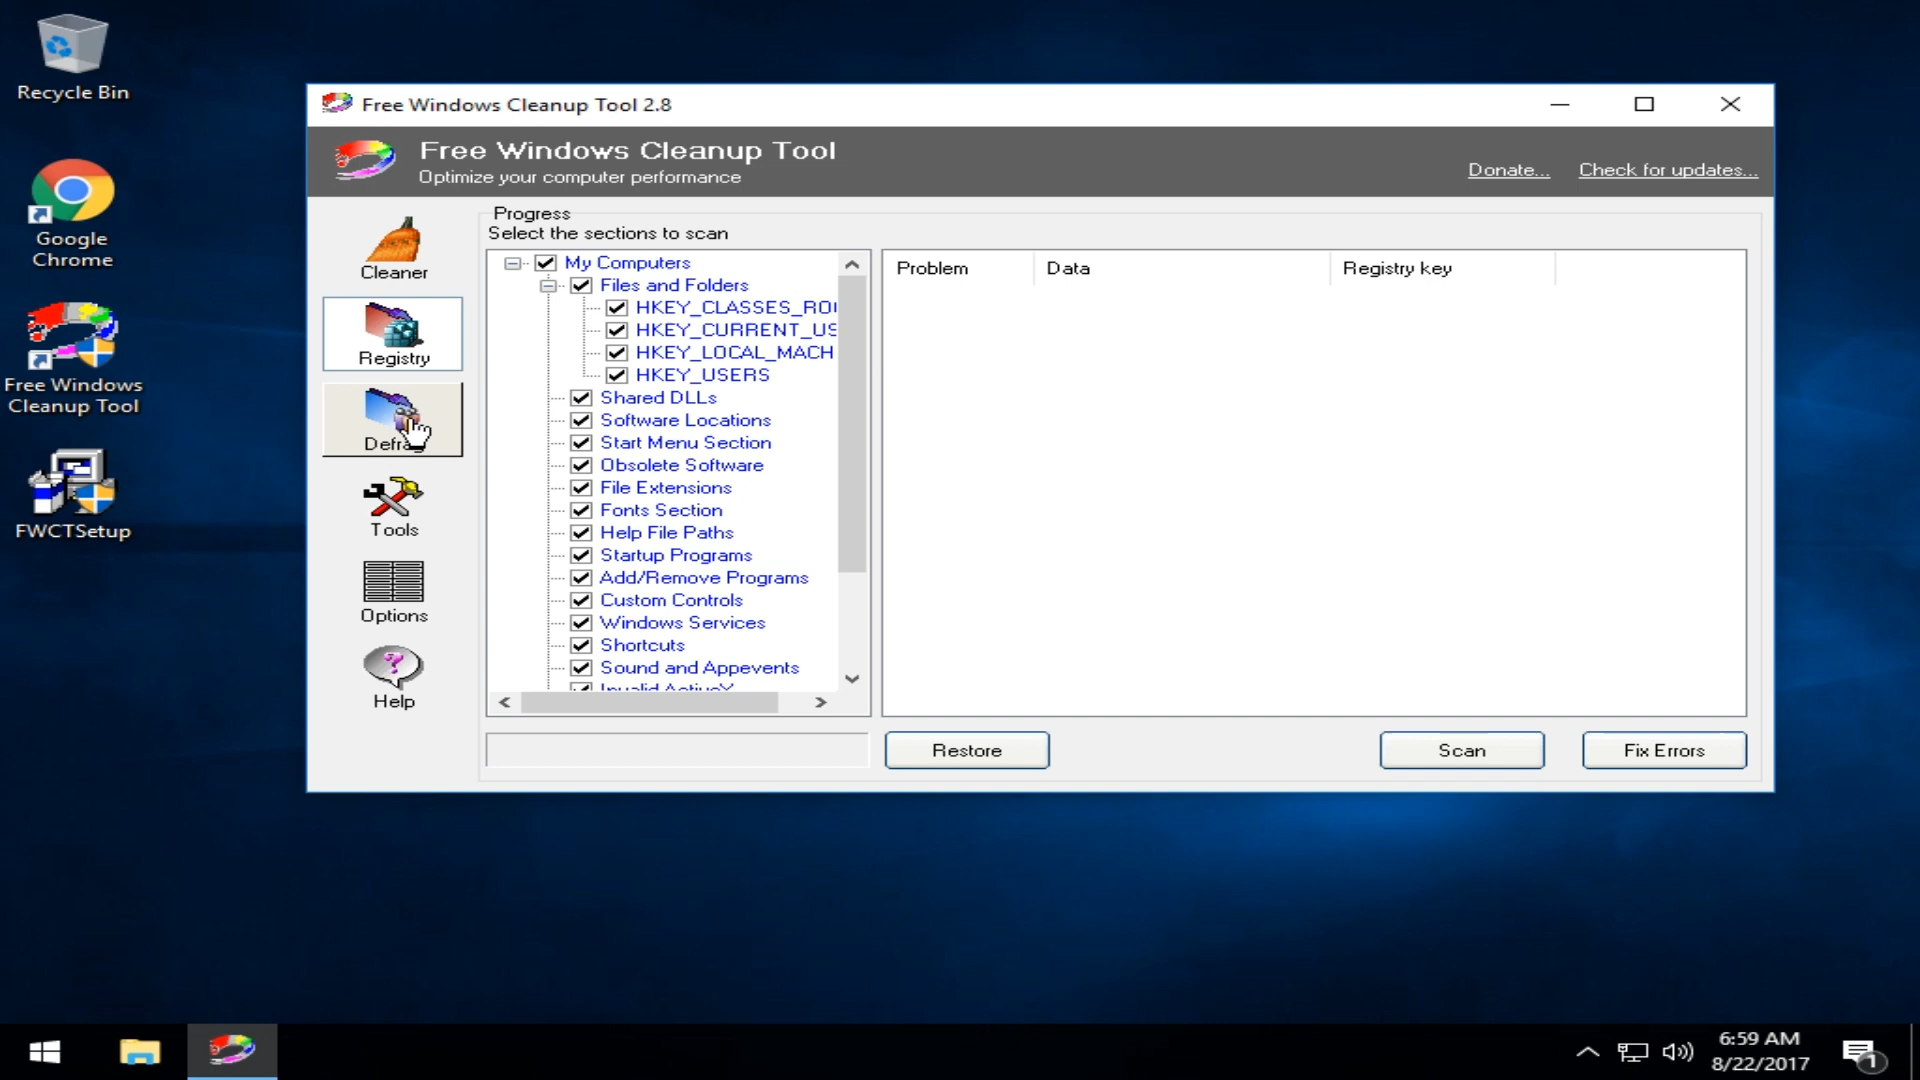 Recycle Bin
Google
Chrome
Free Windows
Cleanup Tool
FWCTSetup
Free Windows Cleanup Tool 2.8
Free Windows Cleanup Tool
Optimize your computer performance
Donate...
Check for updates...
Cleaner
Registry
Tools
Options
Help
Progress
Select the sections to scan
My Computers
Files and Folders
HKEY_CLASSES_RO
HKEY_CURRENT_US
HKEY_LOCAL_MACH
HKEY_USERS
Shared DLLs
Software Locations
Start Menu Section
Obsolete Software
File Extensions
Fonts Section
Help File Paths
Startup Programs
Add/Remove Programs
Custom Controls
Windows Services
Shortcuts
Sound and Appevents
Problem
Data
Registry key
Restore
Scan
Fix Errors
6:59 AM
8/22/2017
1